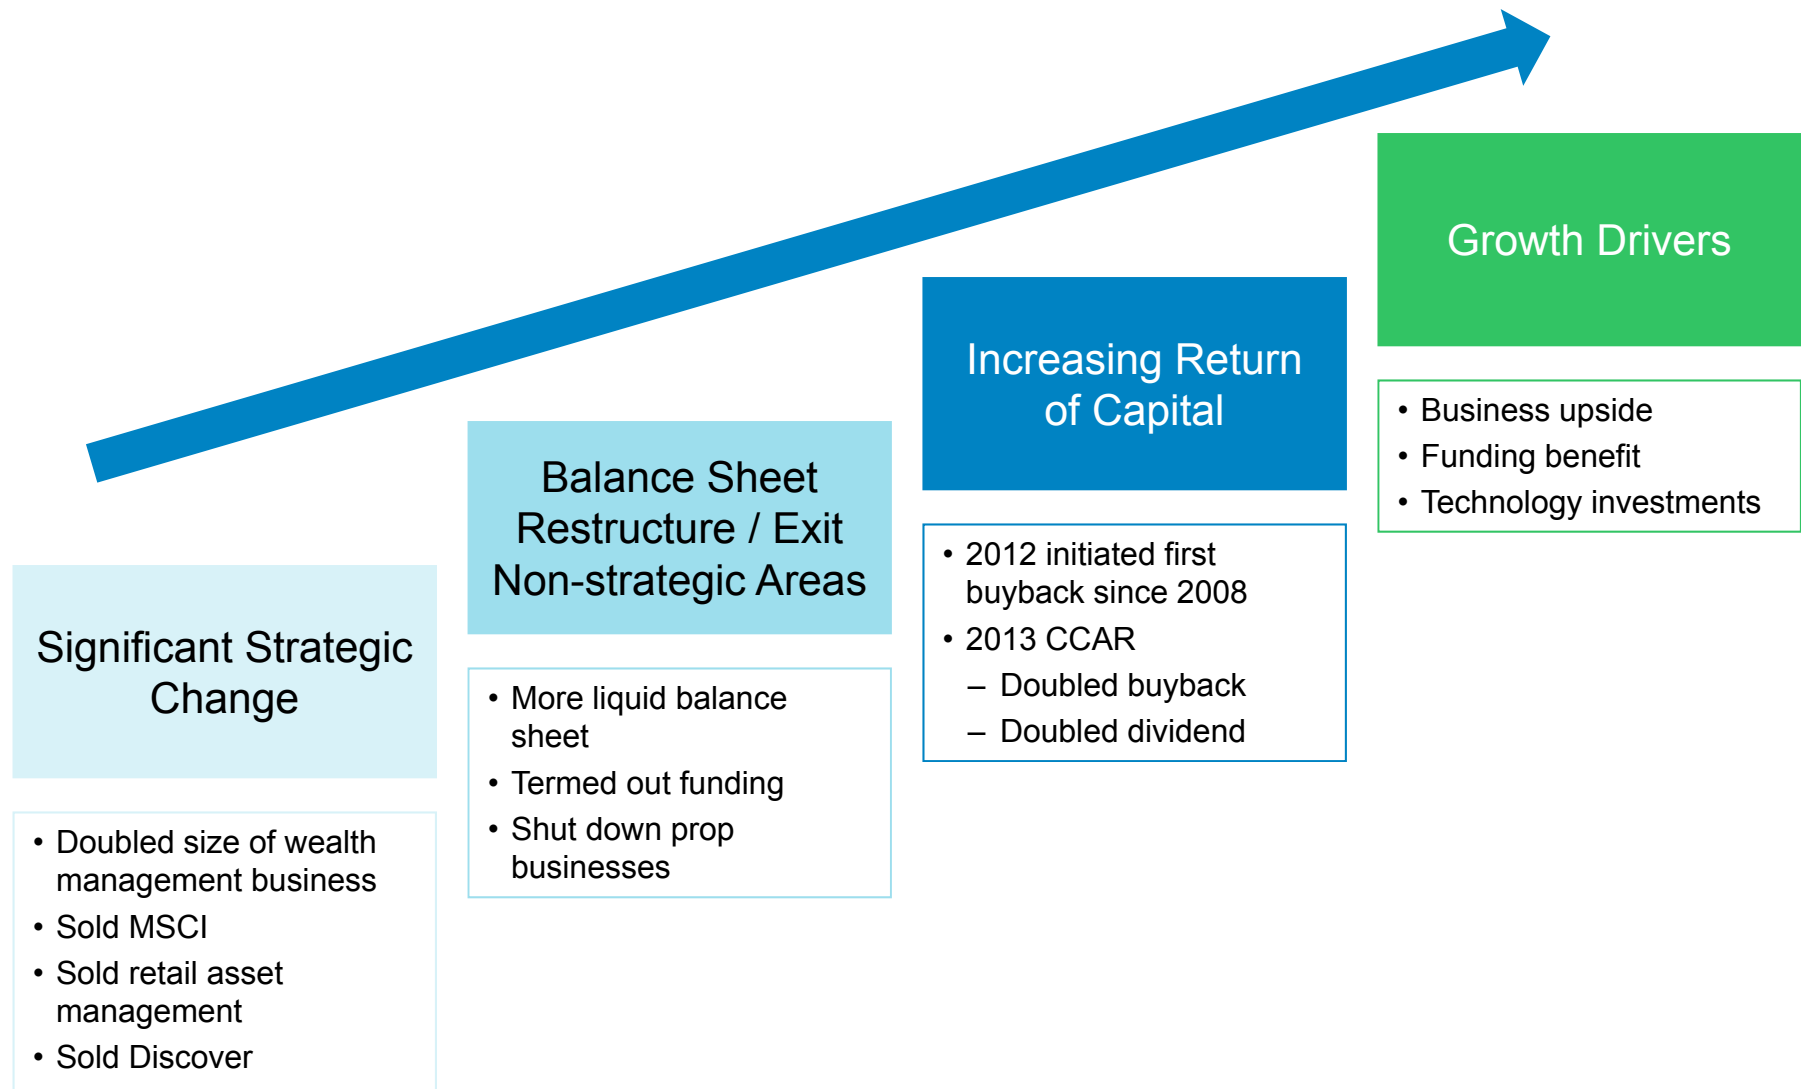 Significant Strategic
Change
• Doubled size of wealth
management business
• Sold MSCI
• Sold retail asset
management
• Sold Discover
Balance Sheet
Restructure / Exit
Non-strategic Areas
• More liquid balance
sheet
• Termed out funding
• Shut down prop
businesses
Increasing Return
of Capital
• 2012 initiated first
buyback since 2008
• 2013 CCAR
– Doubled buyback
– Doubled dividend
Growth Drivers
• Business upside
• Funding benefit
• Technology investments